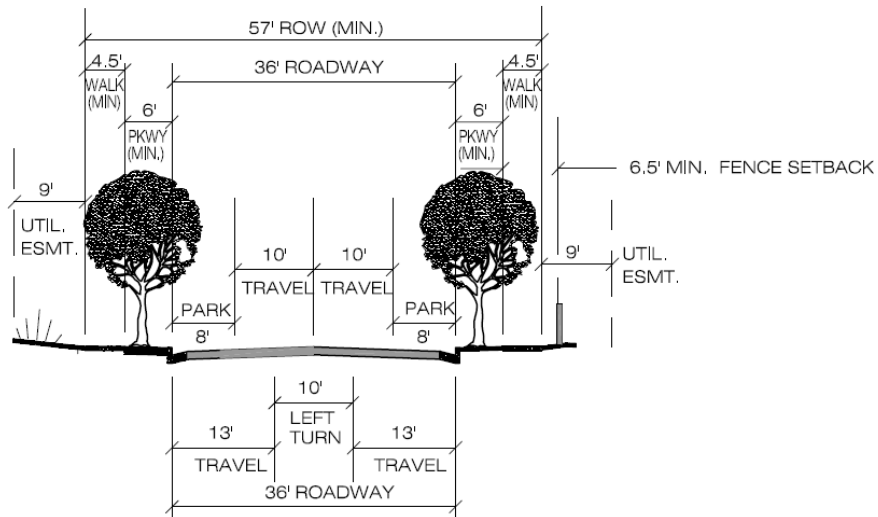 57' ROW (MIN.)
4.5'
WALK
(MIN)
36' ROADWAY
4.5'
WALK
(MIN)
6'
PKWY
(MIN.)
6'
PKWY
(MIN.)
6.5' MIN. FENCE SETBACK
9'
UTIL.
ESMT.
10'
TRAVEL
10'
TRAVEL
9'
UTIL.
ESMT.
PARK
8'
PARK
8'
10'
LEFT
TURN
13'
TRAVEL
13'
TRAVEL
36' ROADWAY